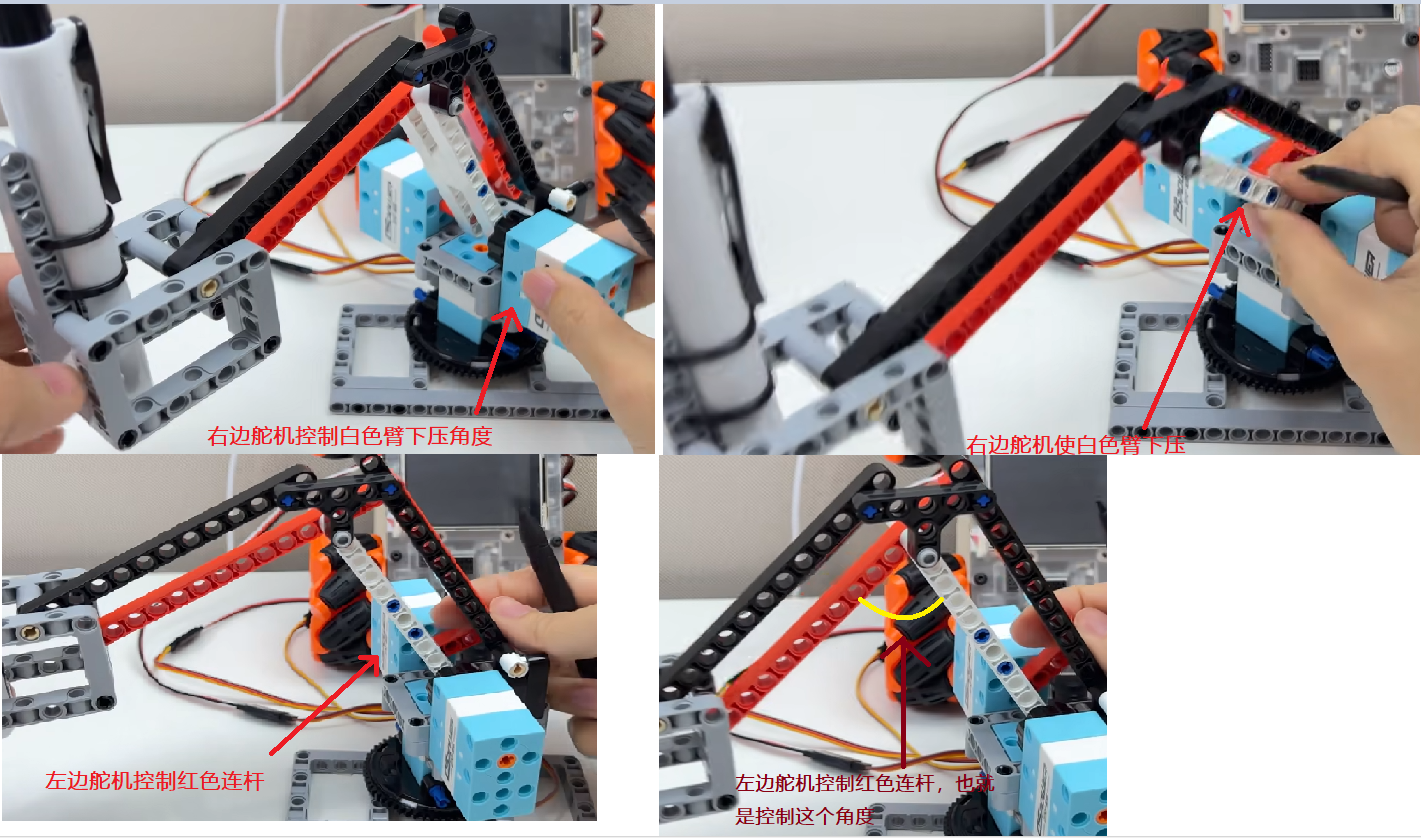 右边舵机控制白色臂下压角度
右边舵机使白色臂下压
左边舵机控制红色连杆
左边舵机控制红色连杆，也就
是控制这个角度